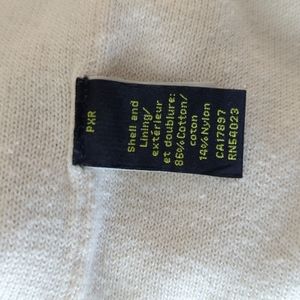 PXR
Shell and
Lining/
extérieur
et doublure:
86% Cotton/
coton
14% Nylon
CA17897
RN54023